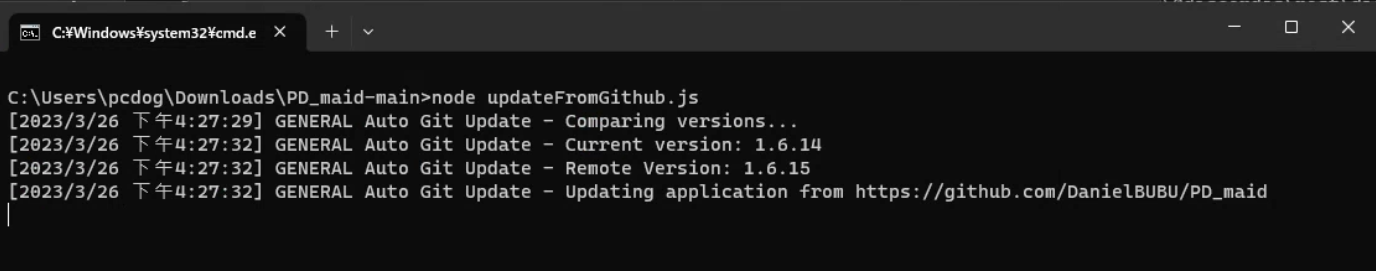 C:¥Windows¥system32¥cmd.e
C:\Users\pcdog\Downloads\PD_maid-main>node updateFromGithub.js
[2023/3/26 下午4:27:29] GENERAL Auto Git Update - Comparing versions...
[2023/3/26 下午4:27:32] GENERAL Auto Git Update - Current version: 1.6.14
[2023/3/26 下午4:27:32] GENERAL Auto Git Update - Remote Version: 1.6.15
[2023/3/26 下午4:27:32] GENERAL Auto Git Update - Updating application from https://github.com/DanielBUBU/PD_maid